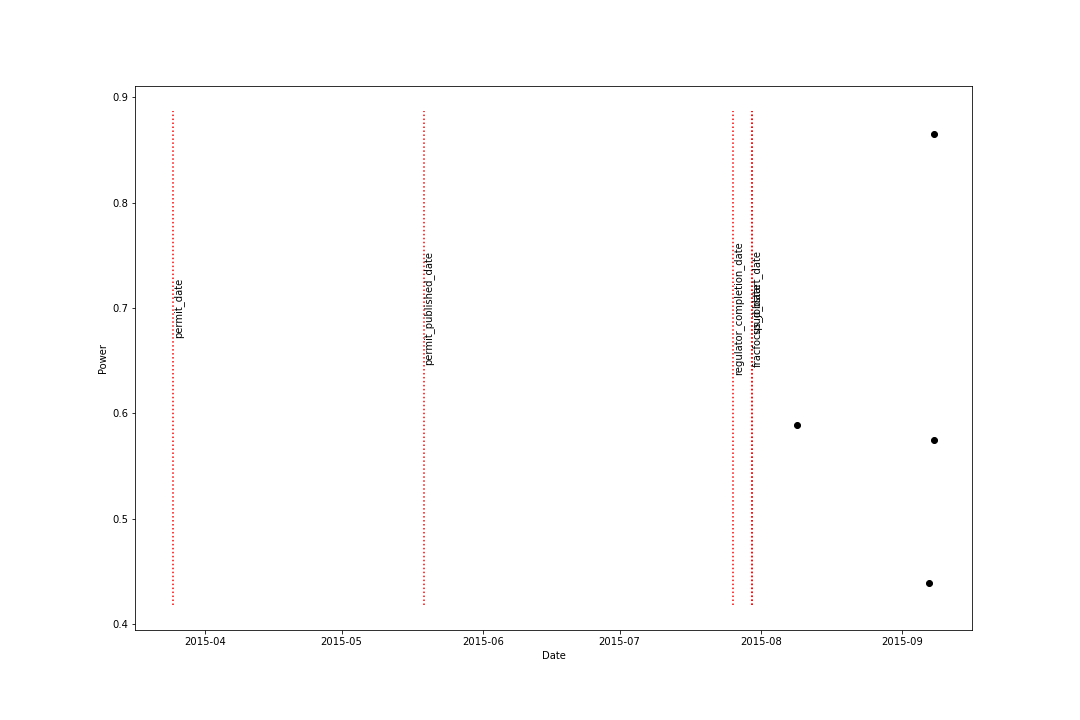 0.9
0.8
0.7
0.6
0.5
0.4
Power
permit_date
permit_published_date
regulator_completion_date
2015-04
2015-05
2015-06
2015-07
2015-08
2015-09
Date